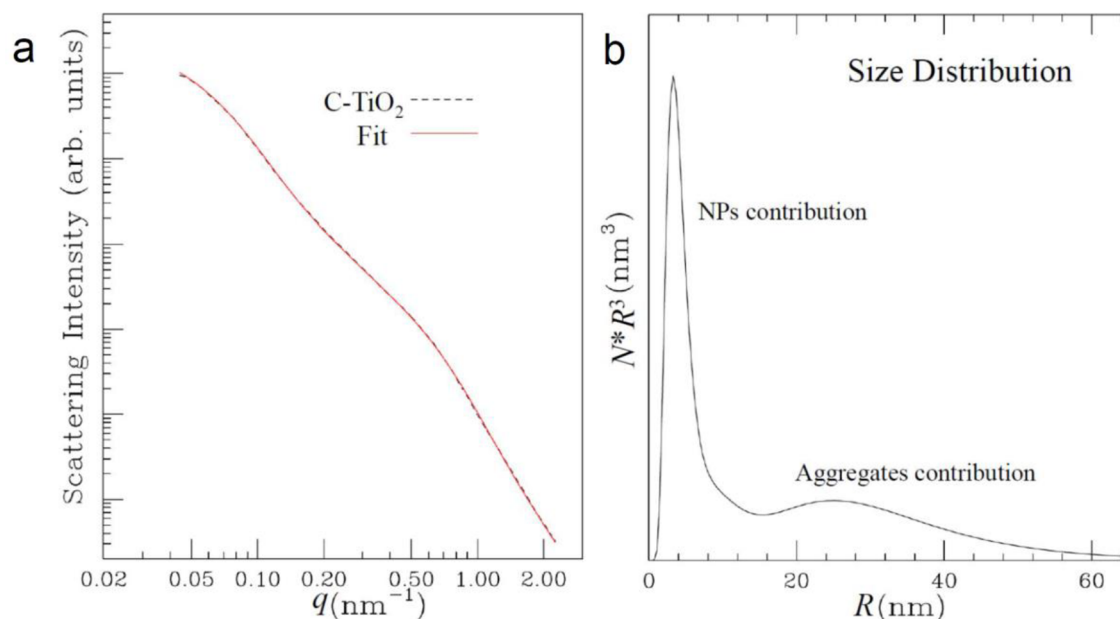 a
Scattering Intensity (arb. units)
C-TiO₂
Fit
0.02 0.05 0.10 0.20 0.50 1.00 2.00
q(nm⁻¹)
b
Size Distribution
NPs contribution
Aggregates contribution
N*R³(nm³)
0 20 40 60
R(nm)